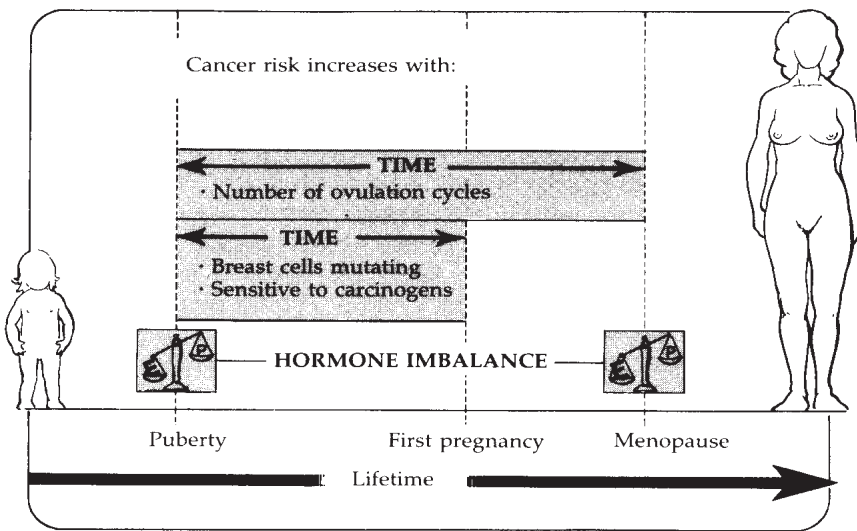 Cancer risk increases with:
TIME
· Number of ovulation cycles
TIME
· Breast cells mutating
· Sensitive to carcinogens
E P
HORMONE IMBALANCE
E P
Puberty
First pregnancy
Menopause
Lifetime